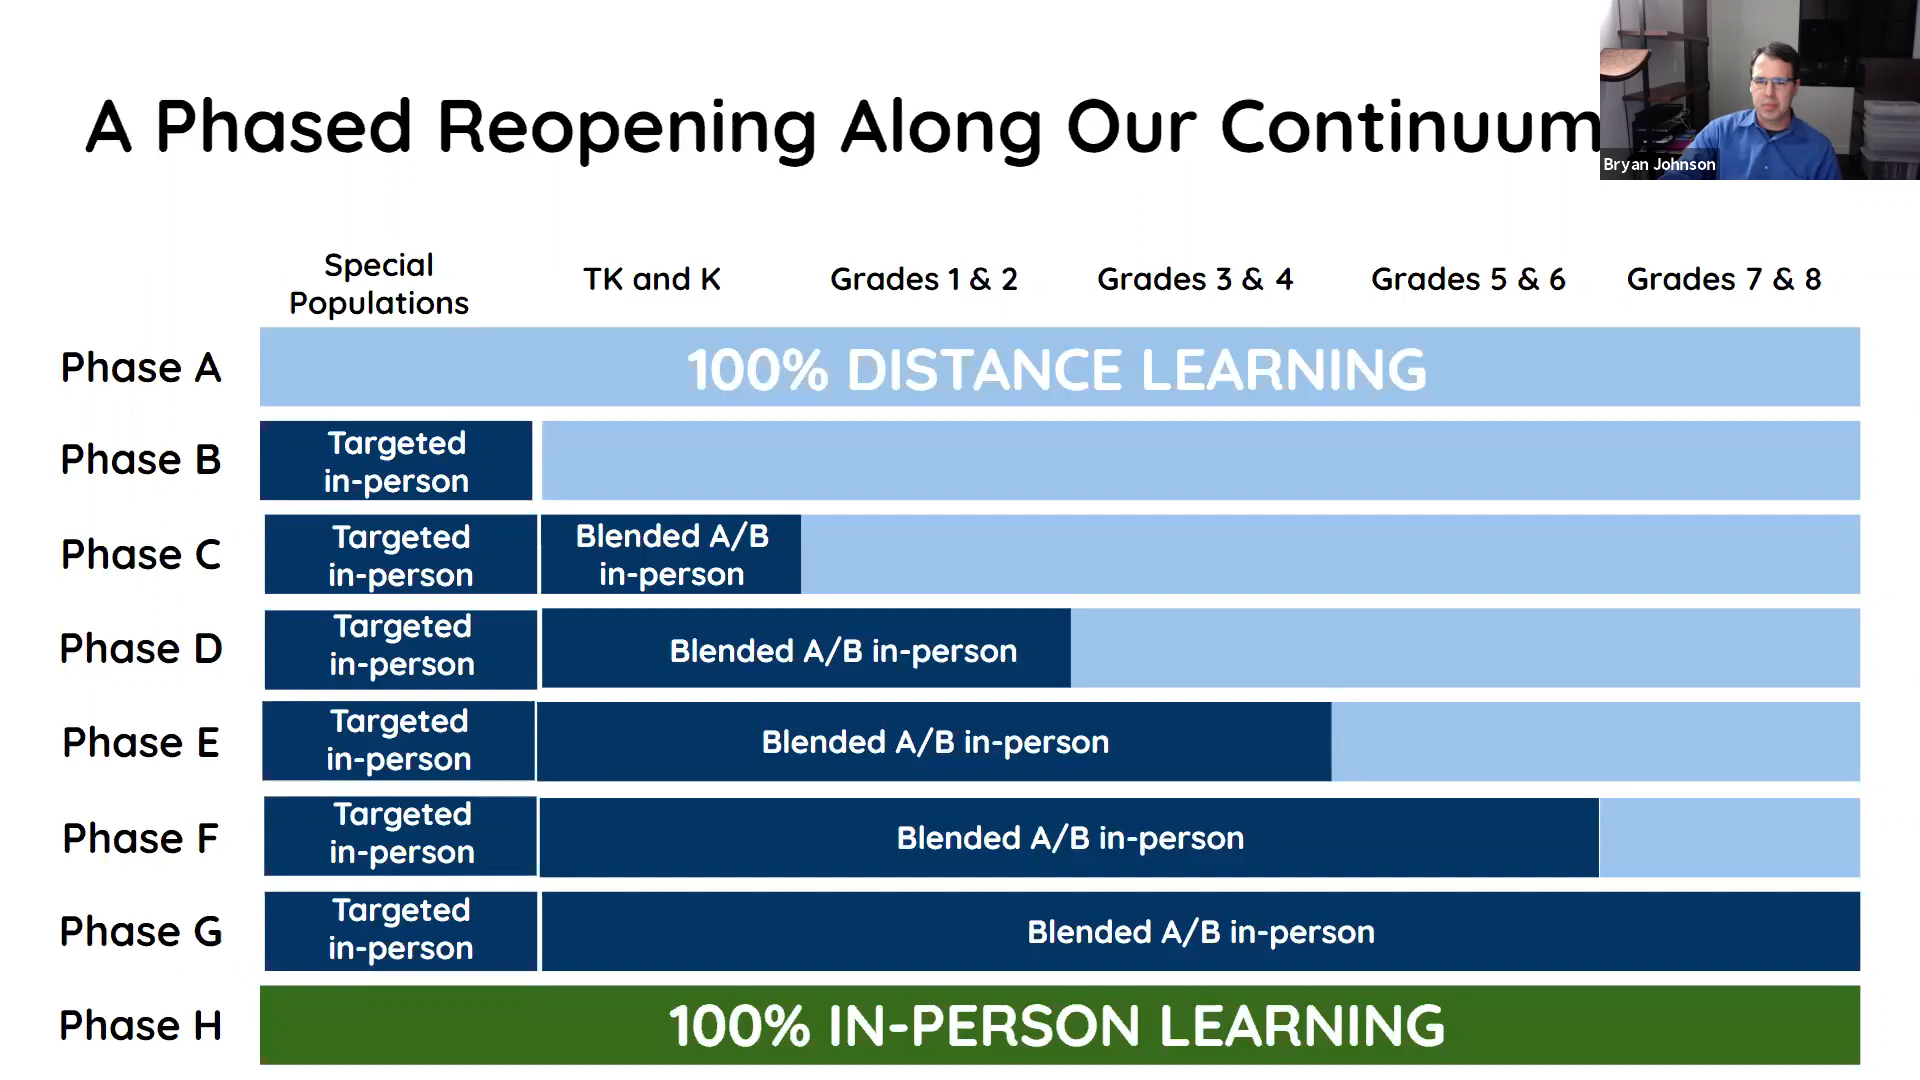 A Phased Reopening Along Our Continuum
Bryan Johnson
Special
Populations
TK and K
Grades 1 & 2
Grades 3 & 4
Grades 5 & 6
Grades 7 & 8
Phase A
100% DISTANCE LEARNING
Phase B
Targeted
in-person
Phase C
Targeted
in-person
Blended A/B
in-person
Phase D
Targeted
in-person
Blended A/B in-person
Phase E
Targeted
in-person
Blended A/B in-person
Phase F
Targeted
in-person
Blended A/B in-person
Phase G
Targeted
in-person
Blended A/B in-person
Phase H
100% IN-PERSON LEARNING